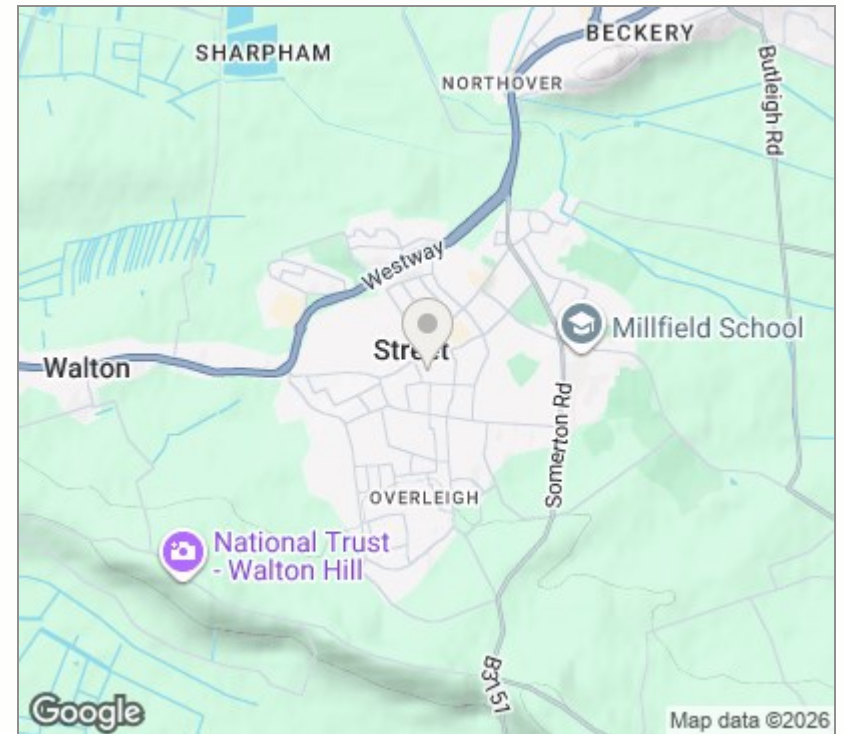 SHARPHAM
BECKERY
NORTHOVER
Butleigh Rd
Westway
Millfield School
Street
Walton
Somerton Rd
OVERLEIGH
National Trust
- Walton Hill
B3151
Google
Map data ©2026